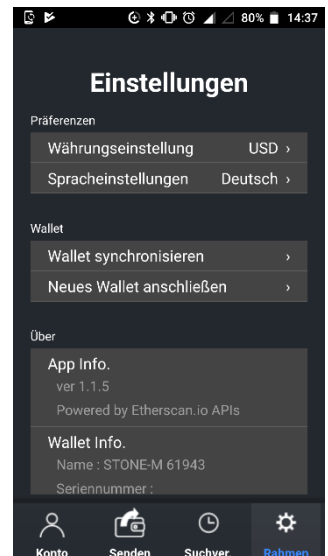 80% 14:37
Einstellungen
Präferenzen
Währungseinstellung USD ›
Spracheinstellungen Deutsch ›
Wallet
Wallet synchronisieren ›
Neues Wallet anschließen ›
Über
App Info.
ver 1.1.5
Powered by Etherscan.io APIs
Wallet Info.
Name : STONE-M 61943
Seriennummer :
Konto Senden Suchver Rahmen